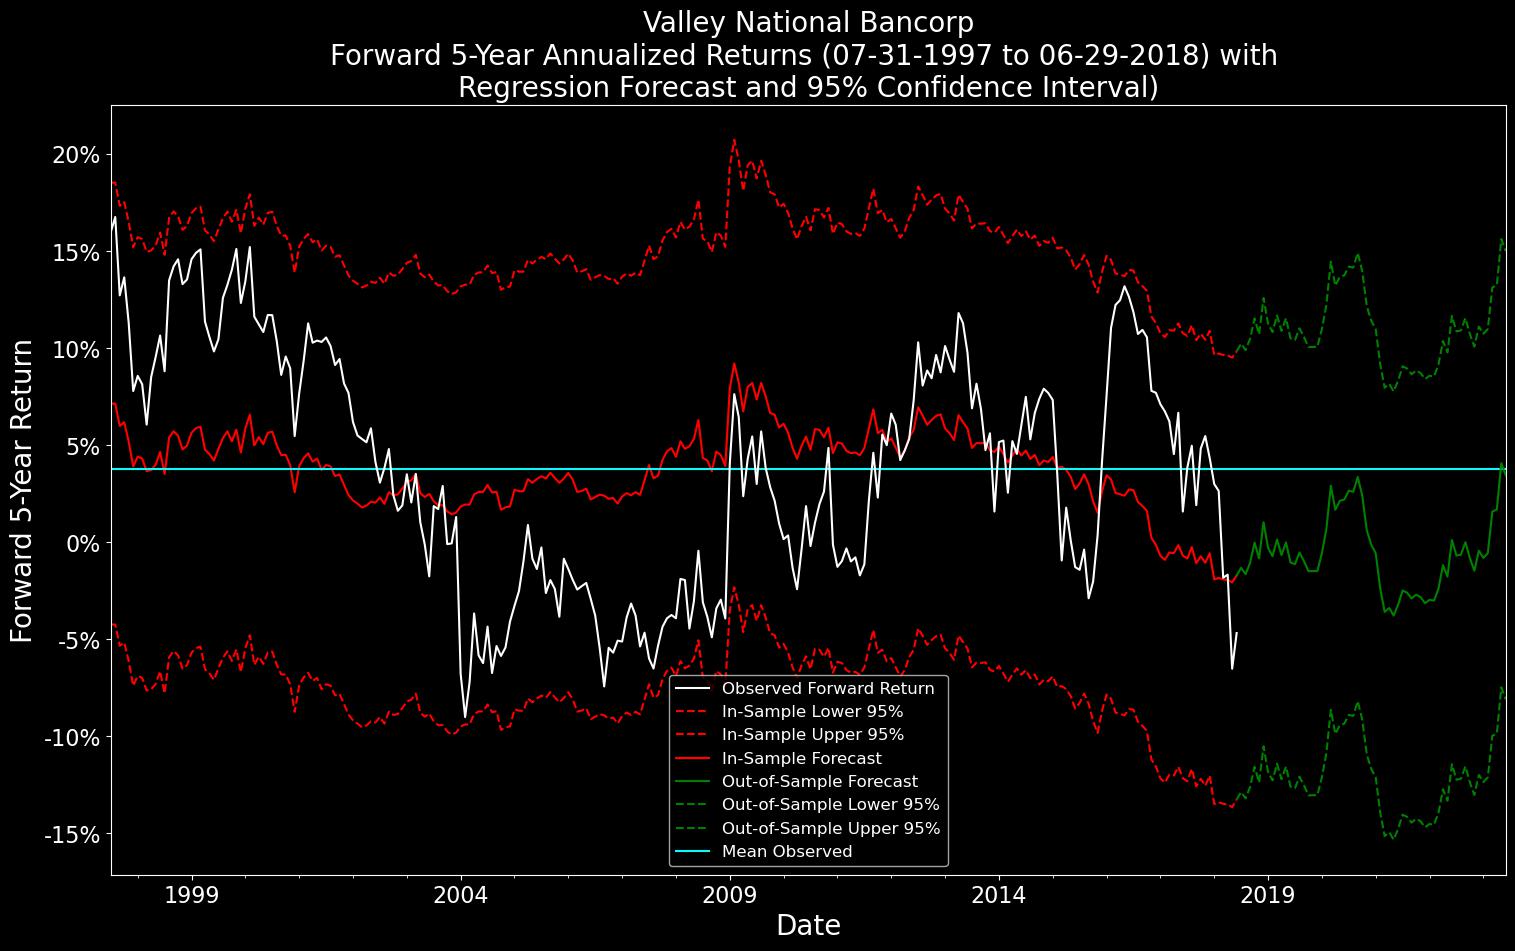 Valley National Bancorp
Forward 5-Year Annualized Returns (07-31-1997 to 06-29-2018) with
Regression Forecast and 95% Confidence Interval)
Forward 5-Year Return
20%
15%
10%
5%
0%
-5%
-10%
-15%
Observed Forward Return
In-Sample Lower 95%
In-Sample Upper 95%
In-Sample Forecast
Out-of-Sample Forecast
Out-of-Sample Lower 95%
Out-of-Sample Upper 95%
Mean Observed
1999 2004 2009 2014 2019
Date